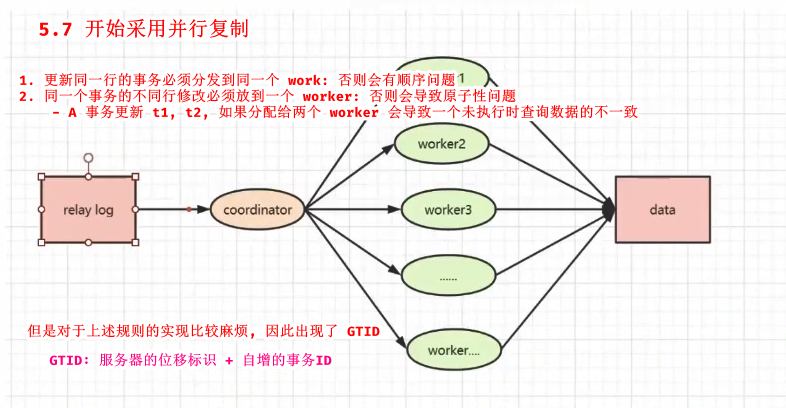 5.7 开始采用并行复制
1. 更新同一行的事务必须分发到同一个 work: 否则会有顺序问题
2. 同一个事务的不同行修改必须放到一个 worker: 否则会导致原子性问题
- A 事务更新 t1, t2, 如果分配给两个 worker 会导致一个未执行时查询数据的不一致
worker2
relay log
coordinator
worker3
data
......
但是对于上述规则的实现比较麻烦, 因此出现了 GTID
worker....
GTID: 服务器的位移标识 + 自增的事务ID